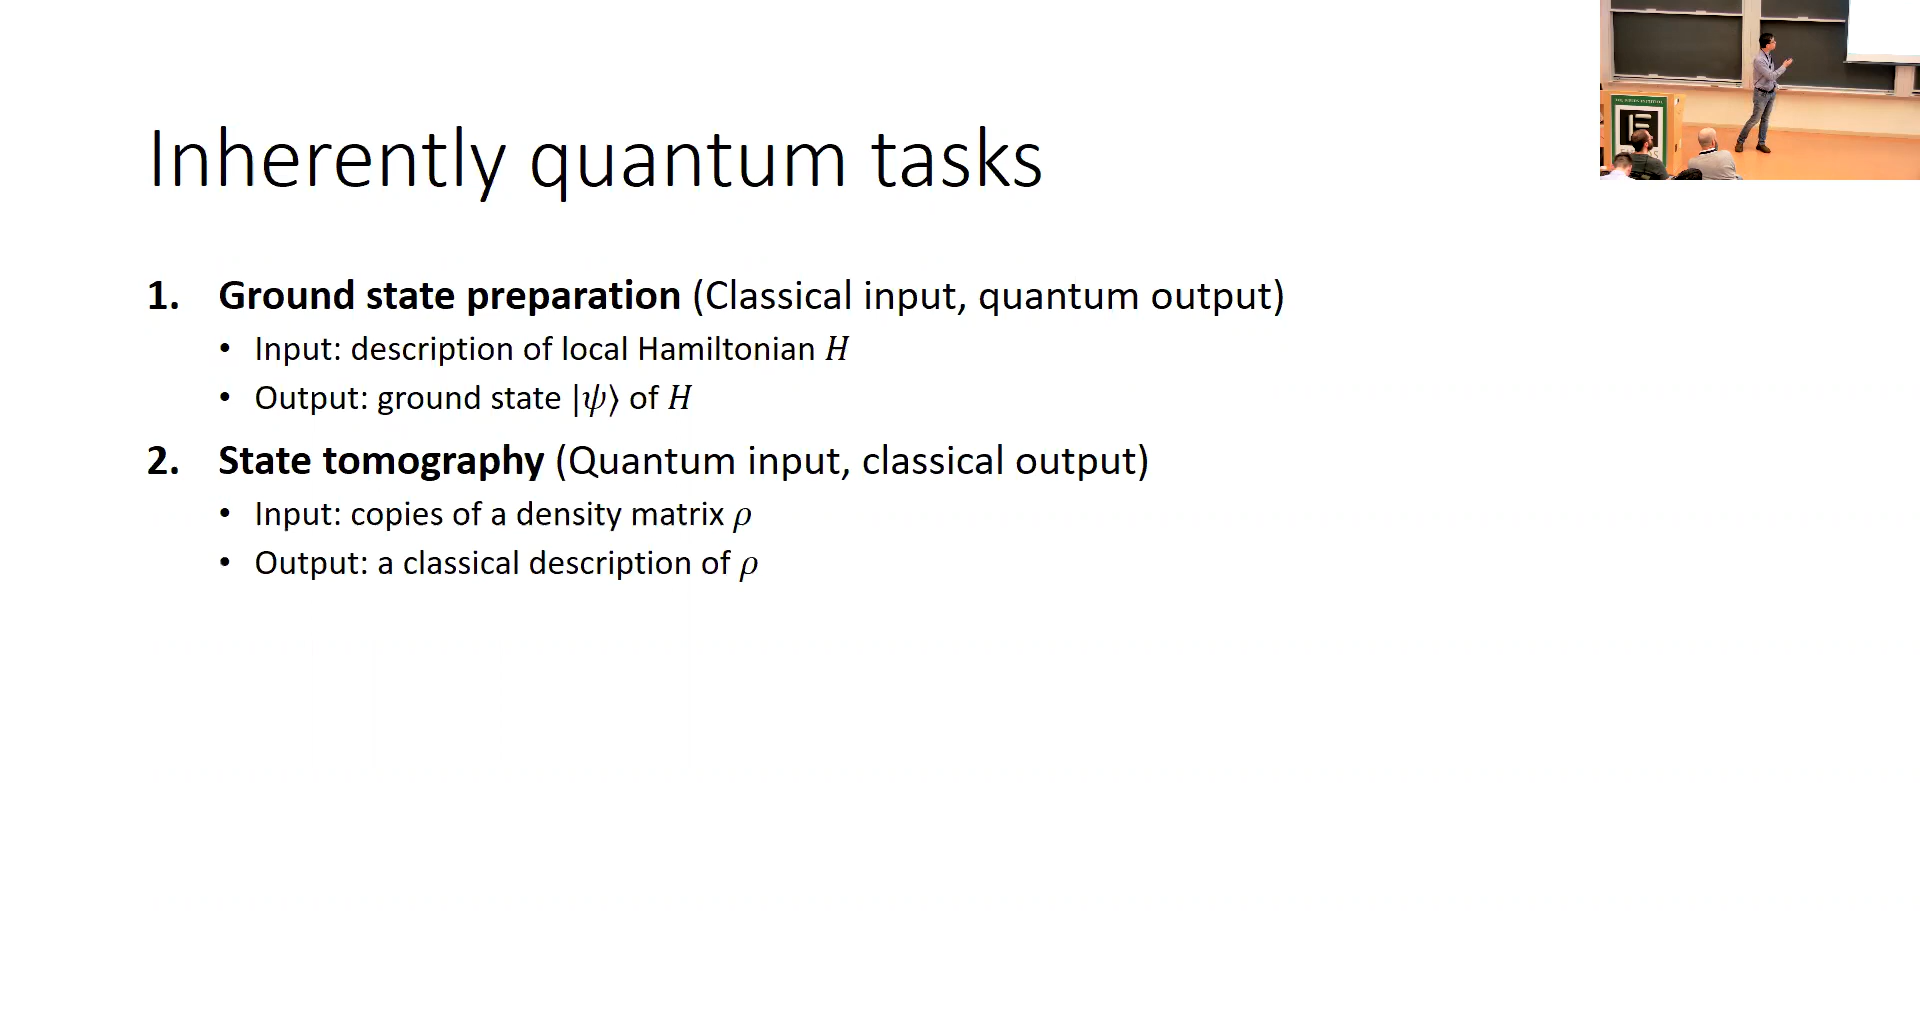 Inherently quantum tasks
1. Ground state preparation (Classical input, quantum output)
• Input: description of local Hamiltonian H
• Output: ground state |ψ⟩ of H
2. State tomography (Quantum input, classical output)
• Input: copies of a density matrix ρ
• Output: a classical description of ρ